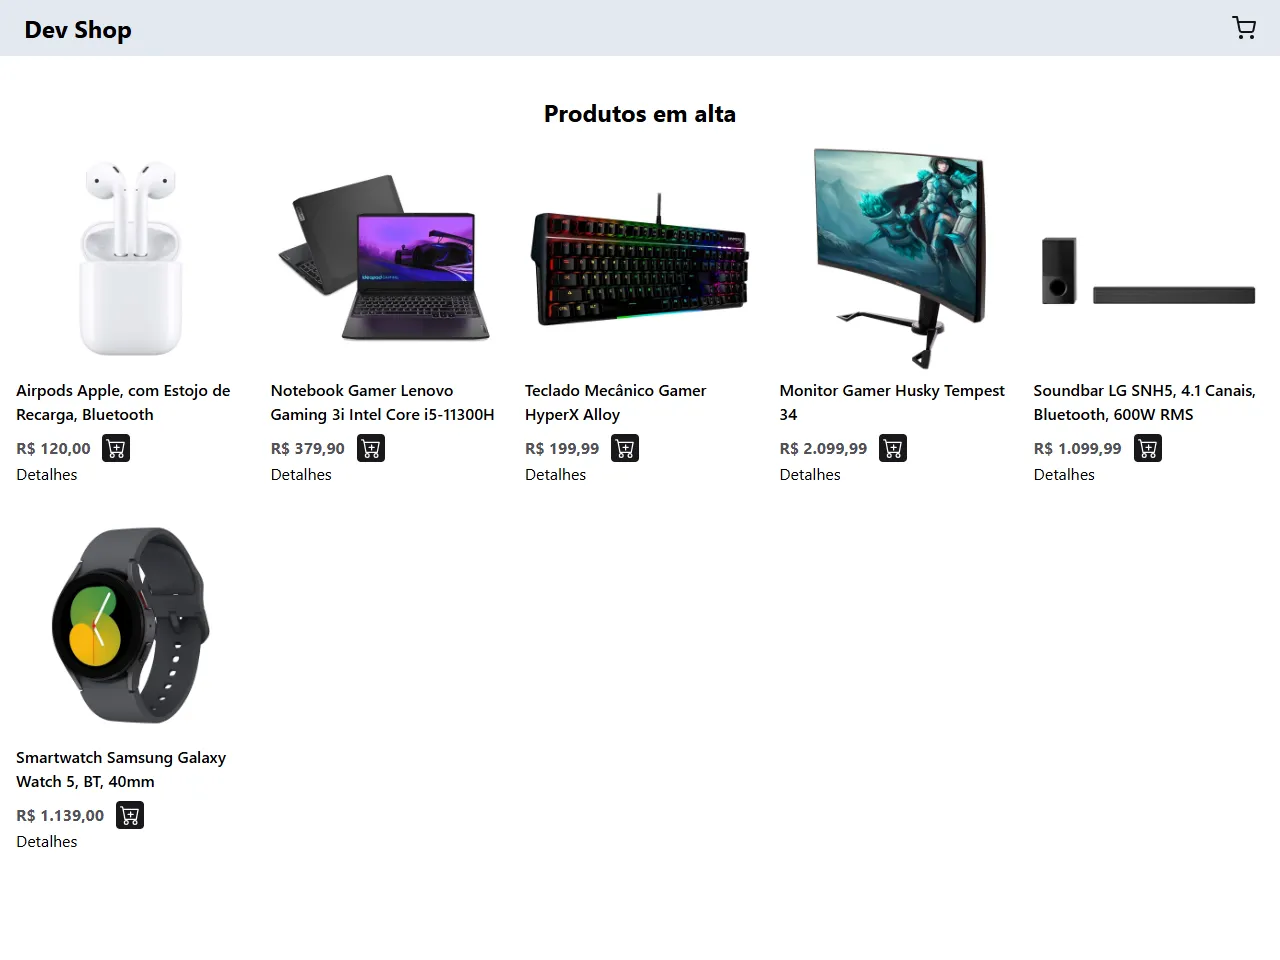 Dev Shop
Produtos em alta
Airpods Apple, com Estojo de
Recarga, Bluetooth
R$ 120,00
Detalhes
Notebook Gamer Lenovo
Gaming 3i Intel Core i5-11300H
R$ 379,90
Detalhes
Teclado Mecânico Gamer
HyperX Alloy
R$ 199,99
Detalhes
Monitor Gamer Husky Tempest
34
R$ 2.099,99
Detalhes
Soundbar LG SNH5, 4.1 Canais,
Bluetooth, 600W RMS
R$ 1.099,99
Detalhes
Smartwatch Samsung Galaxy
Watch 5, BT, 40mm
R$ 1.139,00
Detalhes